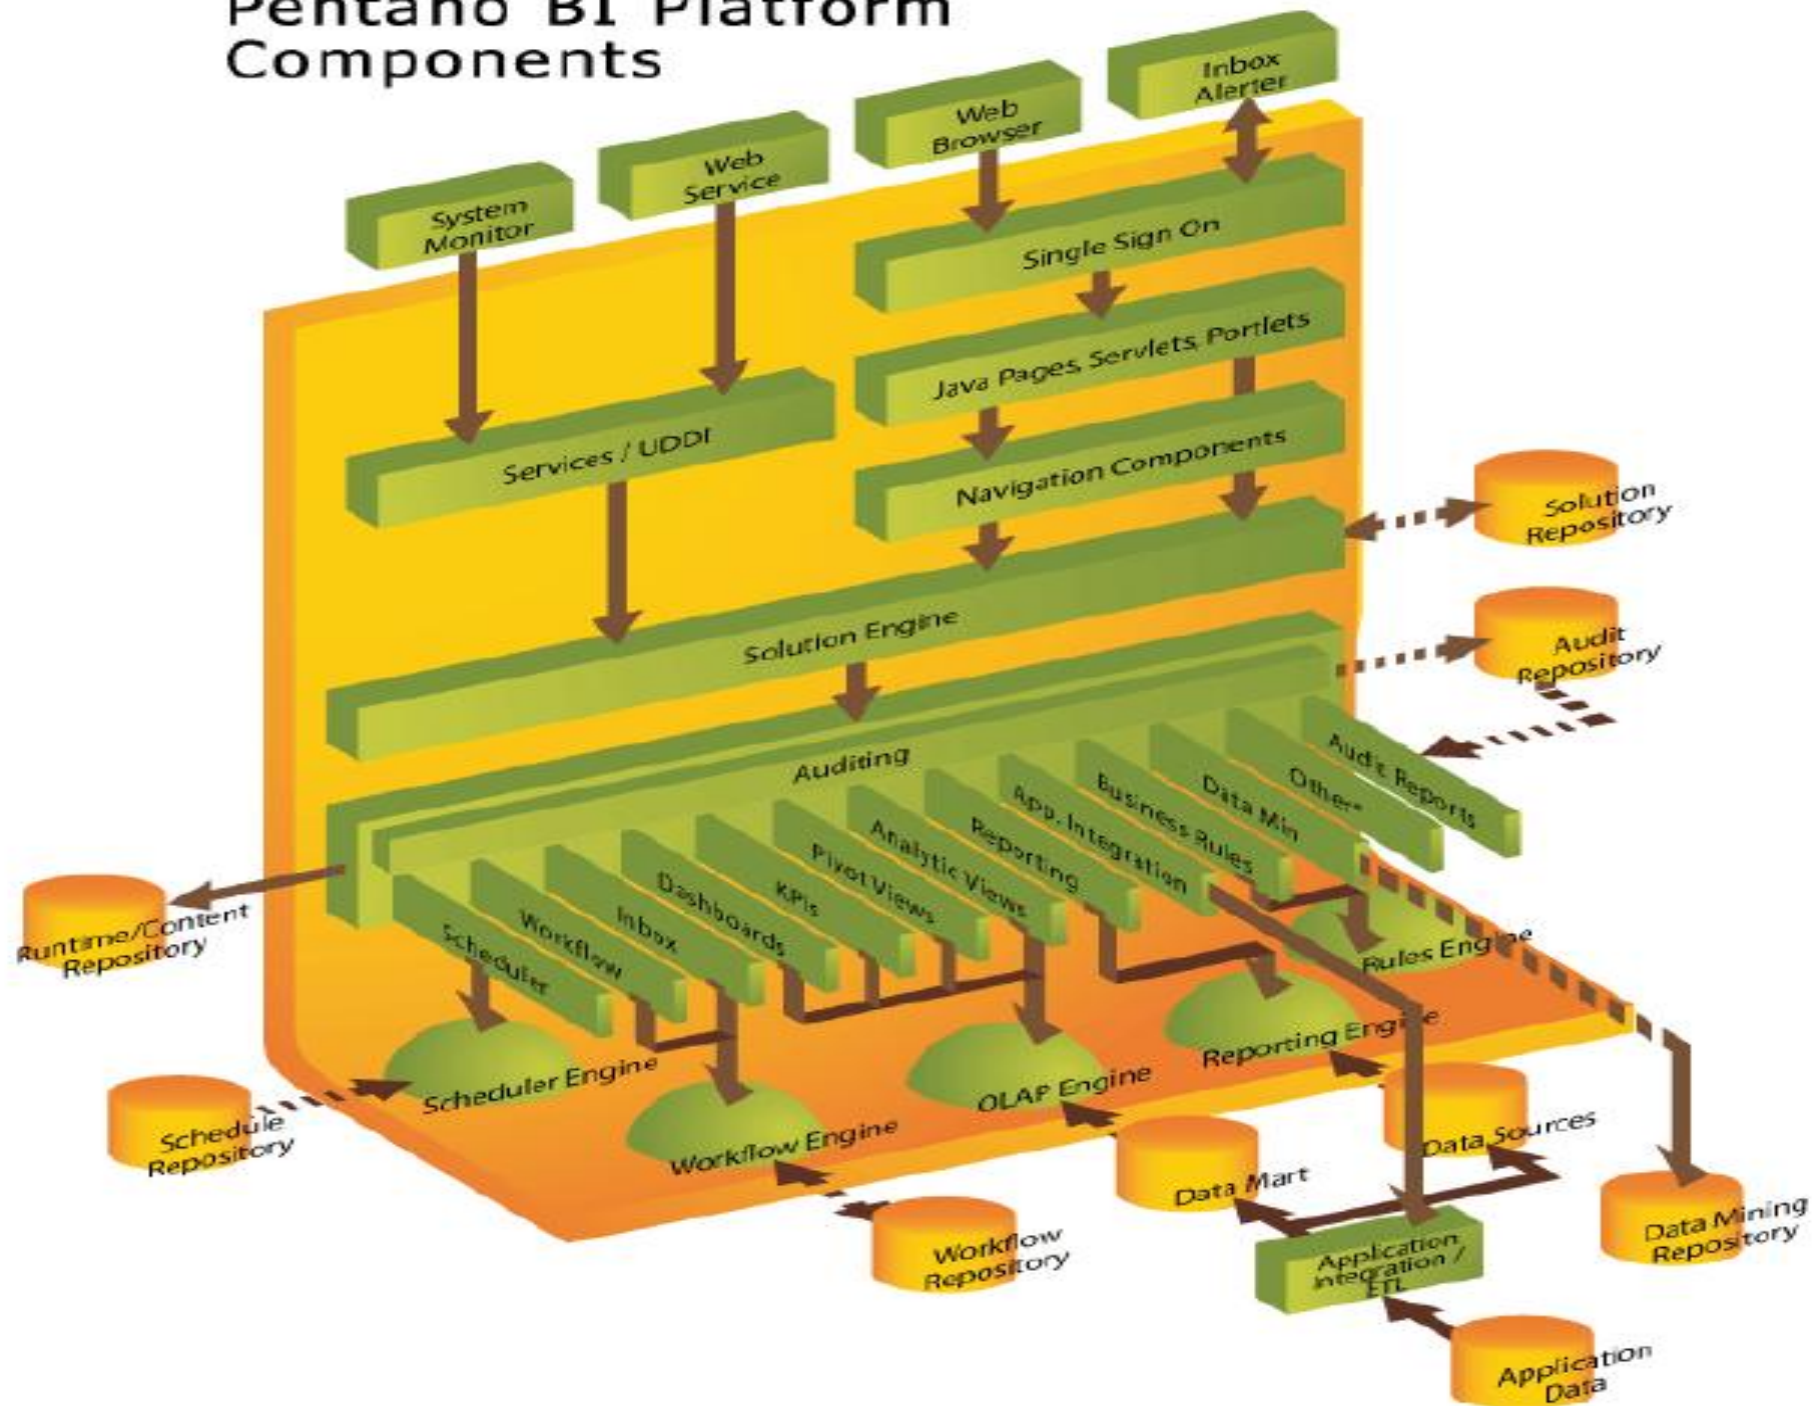 Pentaho BI Platform
Components
Inbox
Alerter
Web
Browser
Web
Service
System
Monitor
Single Sign On
Java Pages, Servlets, Portlets
Services / UDDI
Navigation Components
Solution
Repository
Solution Engine
Audit
Repository
Auditing
Audit Reports
Other
Data Min
Business Rules
App. Integration
Reporting
Analytic Views
Pivot Views
KPIs
Dashboards
Inbox
Workflow
Scheduler
Runtime/Content
Repository
Rules Engine
Reporting Engine
OLAP Engine
Scheduler Engine
Workflow Engine
Schedule
Repository
Data Sources
Data Mart
Workflow
Repository
Application
Integration /
ETL
Data Mining
Repository
Application
Data